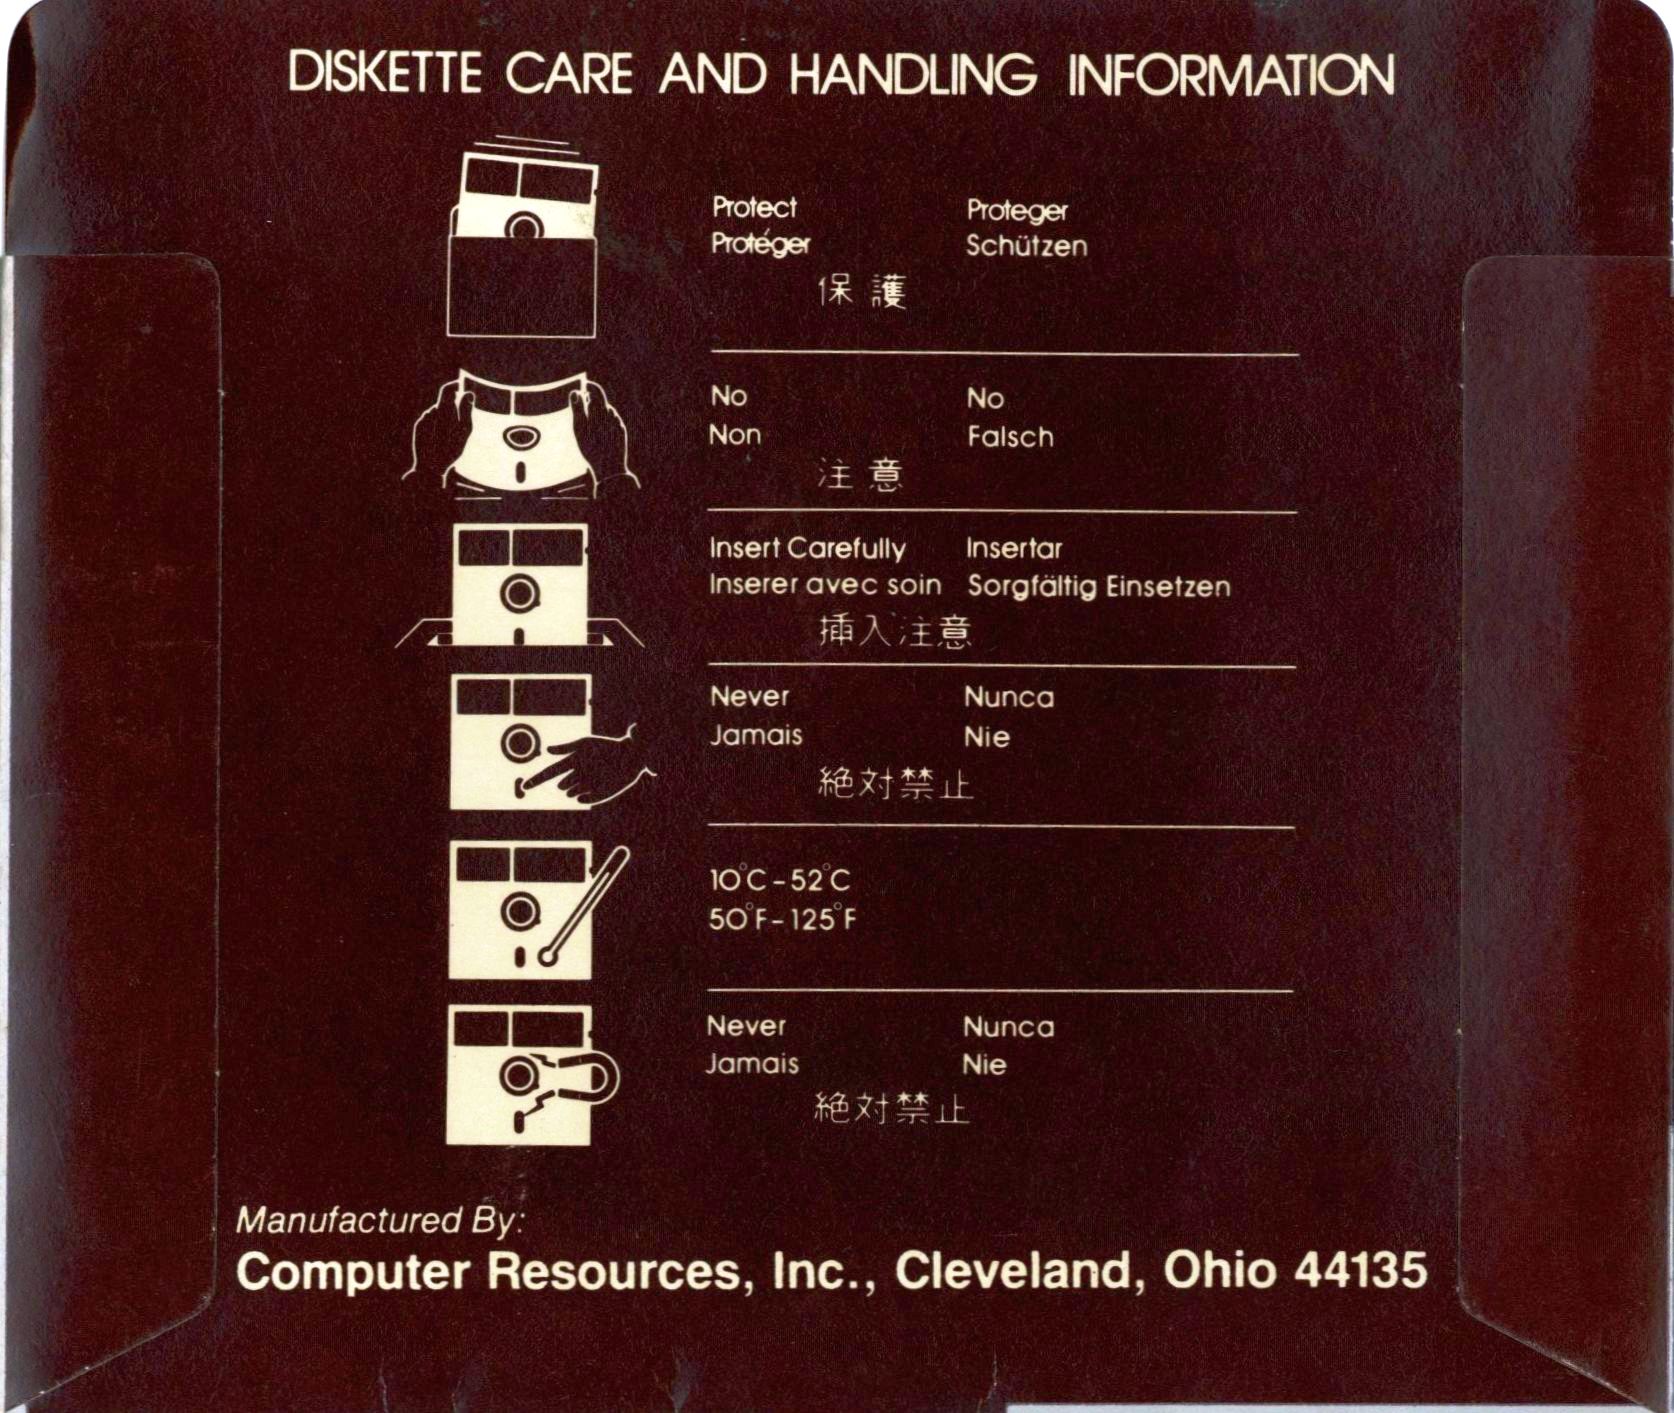 DISKETTE CARE AND HANDLING INFORMATION
Protect Proteger
Protéger Schützen
保護
No No
Non Falsch
注意
Insert Carefully Insertar
Inserer avec soin Sorgfältig Einsetzen
挿入注意
Never Nunca
Jamais Nie
絶対禁止
10°C – 52°C
50°F – 125°F
Never Nunca
Jamais Nie
絶対禁止
Manufactured By:
Computer Resources, Inc., Cleveland, Ohio 44135